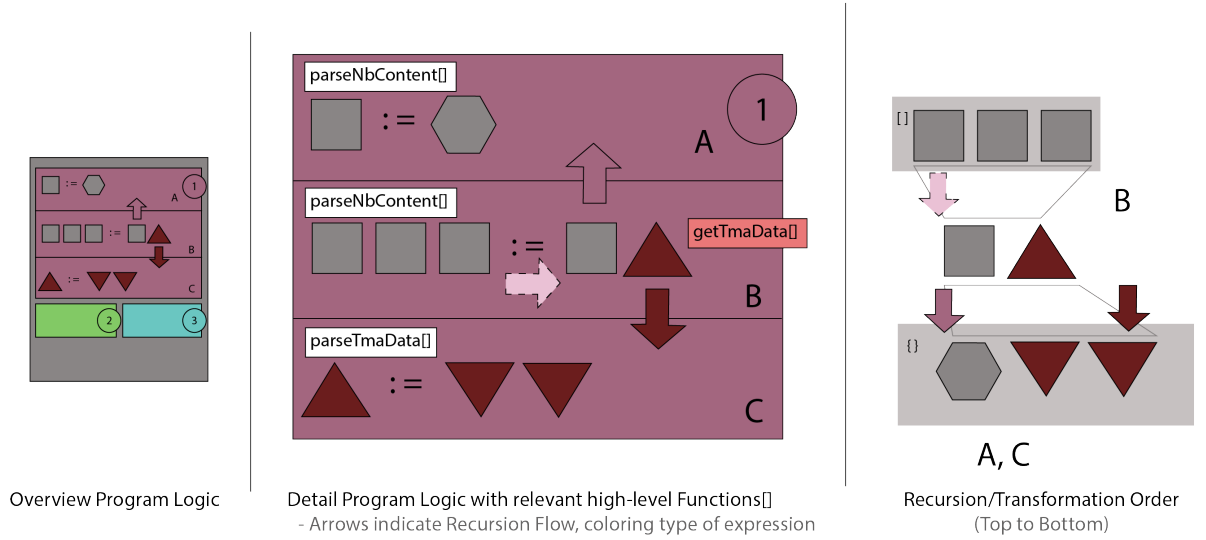 :=
1
A
:=
B
:=
C
2
3
Overview Program Logic
parseNbContent[]
:=
1
A
parseNbContent[]
:=
getTmaData[]
B
parseTmaData[]
:=
C
Detail Program Logic with relevant high-level Functions[]
- Arrows indicate Recursion Flow, coloring type of expression
[ ]
B
{ }
A, C
Recursion/Transformation Order
(Top to Bottom)